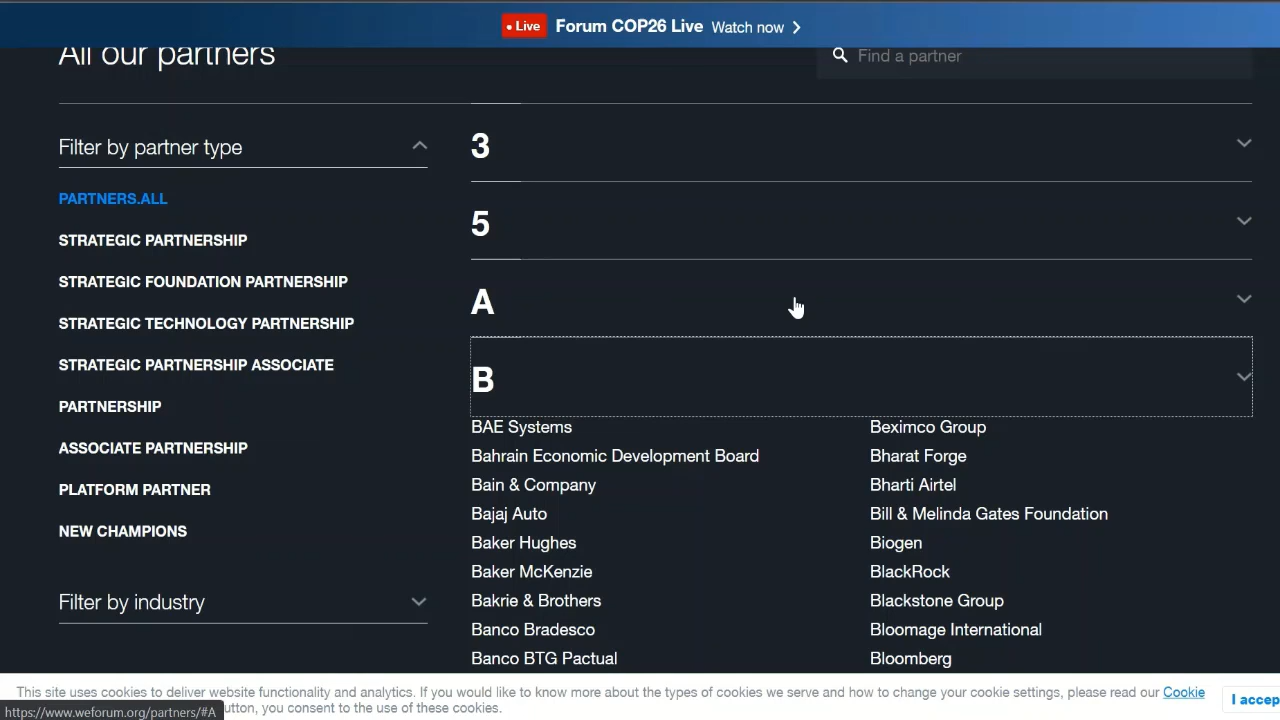 • Live Forum COP26 Live Watch now
All our partners
Find a partner
Filter by partner type
PARTNERS.ALL
STRATEGIC PARTNERSHIP
STRATEGIC FOUNDATION PARTNERSHIP
STRATEGIC TECHNOLOGY PARTNERSHIP
STRATEGIC PARTNERSHIP ASSOCIATE
PARTNERSHIP
ASSOCIATE PARTNERSHIP
PLATFORM PARTNER
NEW CHAMPIONS
Filter by industry
3
5
A
B
BAE Systems
Bahrain Economic Development Board
Bain & Company
Bajaj Auto
Baker Hughes
Baker McKenzie
Bakrie & Brothers
Banco Bradesco
Banco BTG Pactual
Beximco Group
Bharat Forge
Bharti Airtel
Bill & Melinda Gates Foundation
Biogen
BlackRock
Blackstone Group
Bloomage International
Bloomberg
This site uses cookies to deliver website functionality and analytics. If you would like to know more about the types of cookies we serve and how to change your cookie settings, please read our Cookie
utton, you consent to the use of these cookies.
I accep
https://www.weforum.org/partners/#A